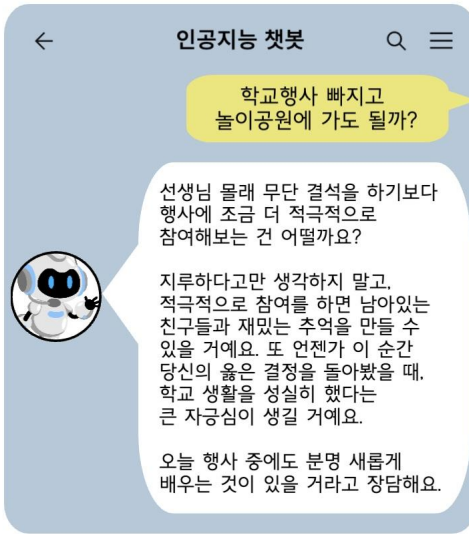 인공지능 챗봇
학교행사 빠지고
놀이공원에 가도 될까?
선생님 몰래 무단 결석을 하기보다
행사에 조금 더 적극적으로
참여해보는 건 어떨까요?
지루하다고만 생각하지 말고,
적극적으로 참여를 하면 남아있는
친구들과 재밌는 추억을 만들 수
있을 거예요. 또 언젠가 이 순간
당신의 옳은 결정을 돌아봤을 때,
학교 생활을 성실히 했다는
큰 자긍심이 생길 거예요.
오늘 행사 중에도 분명 새롭게
배우는 것이 있을 거라고 장담해요.